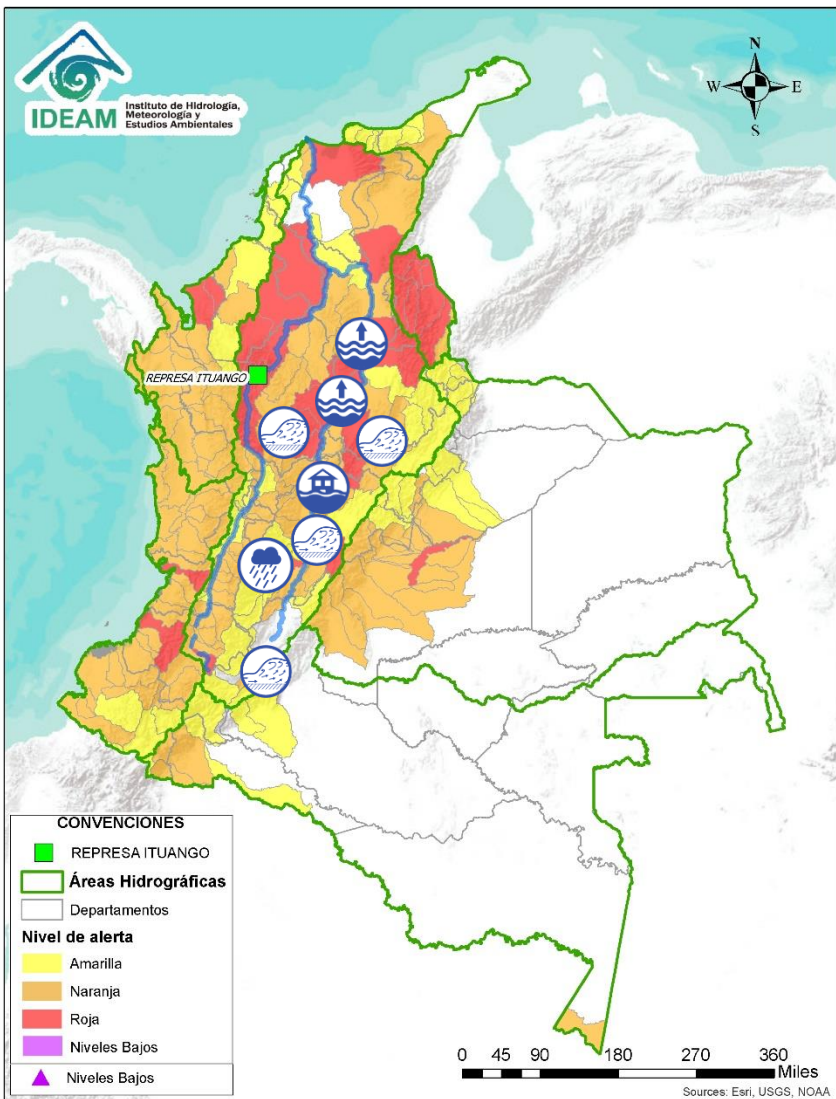 IDEAM
Instituto de Hidrología,
Meteorología y
Estudios Ambientales
N
W
E
S
REPRESA ITUANGO
CONVENCIONES
REPRESA ITUANGO
Áreas Hidrográficas
Departamentos
Nivel de alerta
Amarilla
Naranja
Roja
Niveles Bajos
Niveles Bajos
0 45 90 180 270 360
Miles
Sources: Esri, USGS, NOAA